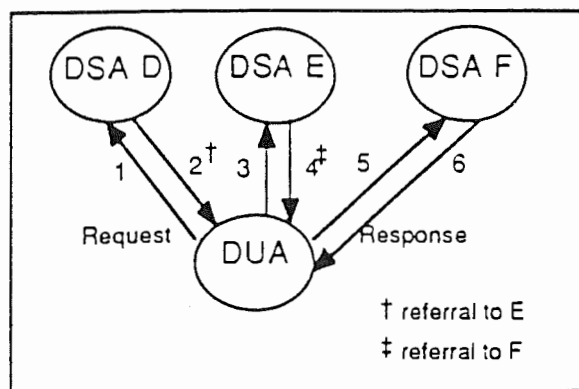 DSA D
DSA E
DSA F
1
2†
3
4‡
5
6
Request
Response
DUA
† referral to E
‡ referral to F